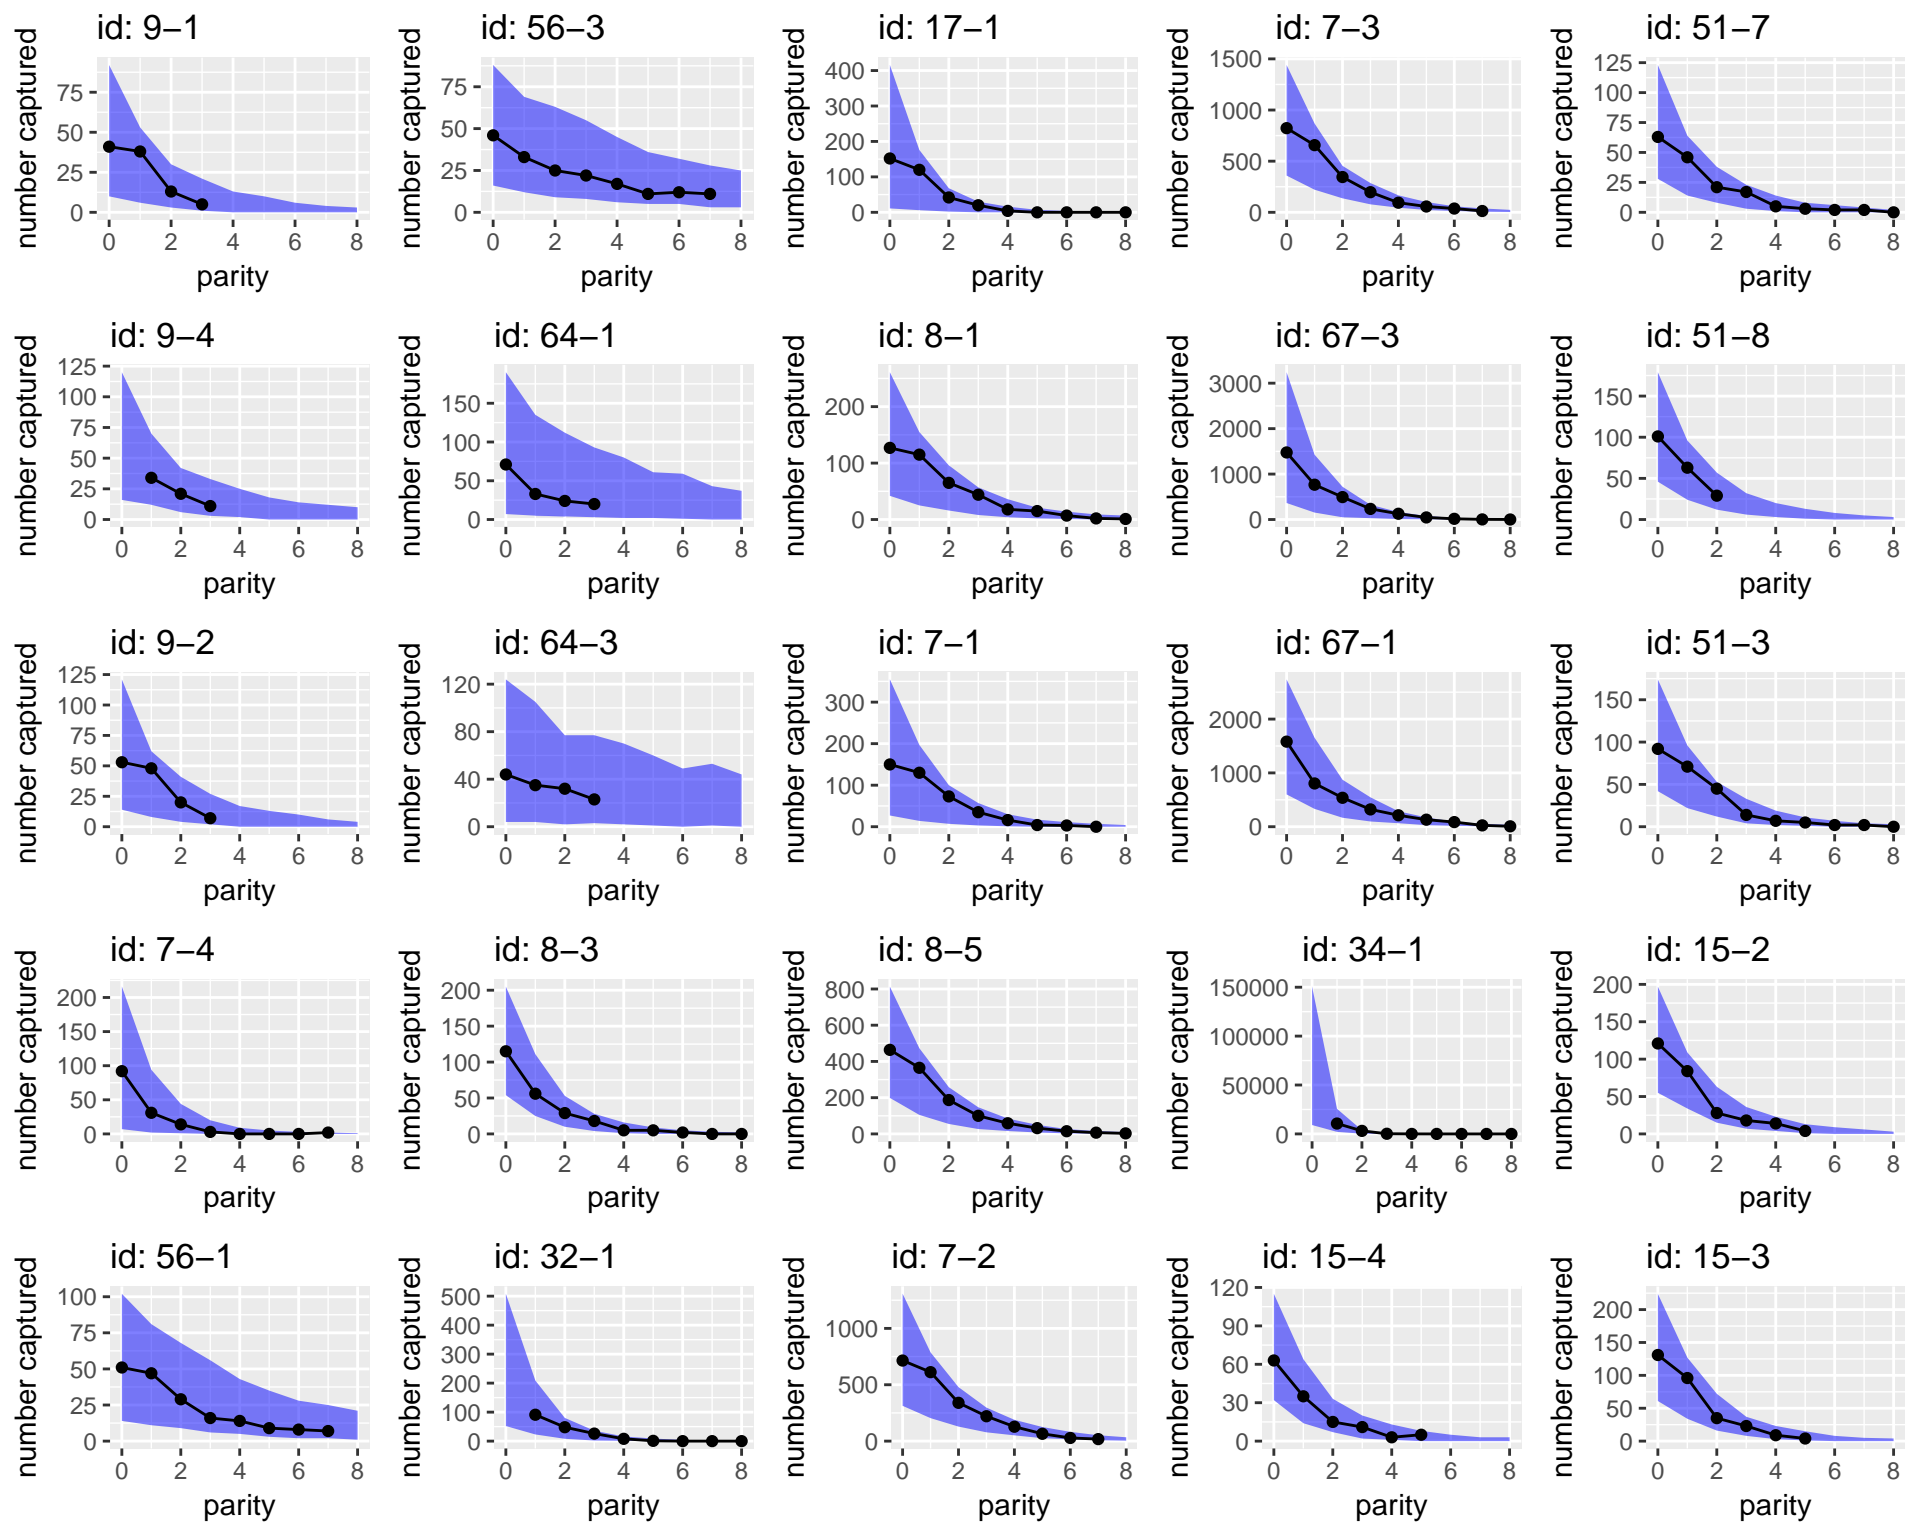 id: 9−1
number captured
75
50
25
0
0 2 4 6 8
parity
id: 56−3
number captured
75
50
25
0
0 2 4 6 8
parity
id: 17−1
number captured
400
300
200
100
0
0 2 4 6 8
parity
id: 7−3
number captured
1500
1000
500
0
0 2 4 6 8
parity
id: 51−7
number captured
125
100
75
50
25
0
0 2 4 6 8
parity
id: 9−4
number captured
125
100
75
50
25
0
0 2 4 6 8
parity
id: 64−1
number captured
150
100
50
0
0 2 4 6 8
parity
id: 8−1
number captured
200
100
0
0 2 4 6 8
parity
id: 67−3
number captured
3000
2000
1000
0
0 2 4 6 8
parity
id: 51−8
number captured
150
100
50
0
0 2 4 6 8
parity
id: 9−2
number captured
125
100
75
50
25
0
0 2 4 6 8
parity
id: 64−3
number captured
120
80
40
0
0 2 4 6 8
parity
id: 7−1
number captured
300
200
100
0
0 2 4 6 8
parity
id: 67−1
number captured
2000
1000
0
0 2 4 6 8
parity
id: 51−3
number captured
150
100
50
0
0 2 4 6 8
parity
id: 7−4
number captured
200
150
100
50
0
0 2 4 6 8
parity
id: 8−3
number captured
200
150
100
50
0
0 2 4 6 8
parity
id: 8−5
number captured
800
600
400
200
0
0 2 4 6 8
parity
id: 34−1
number captured
150000
100000
50000
0
0 2 4 6 8
parity
id: 15−2
number captured
200
150
100
50
0
0 2 4 6 8
parity
id: 56−1
number captured
100
75
50
25
0
0 2 4 6 8
parity
id: 32−1
number captured
500
400
300
200
100
0
0 2 4 6 8
parity
id: 7−2
number captured
1000
500
0
0 2 4 6 8
parity
id: 15−4
number captured
120
90
60
30
0
0 2 4 6 8
parity
id: 15−3
number captured
200
150
100
50
0
0 2 4 6 8
parity